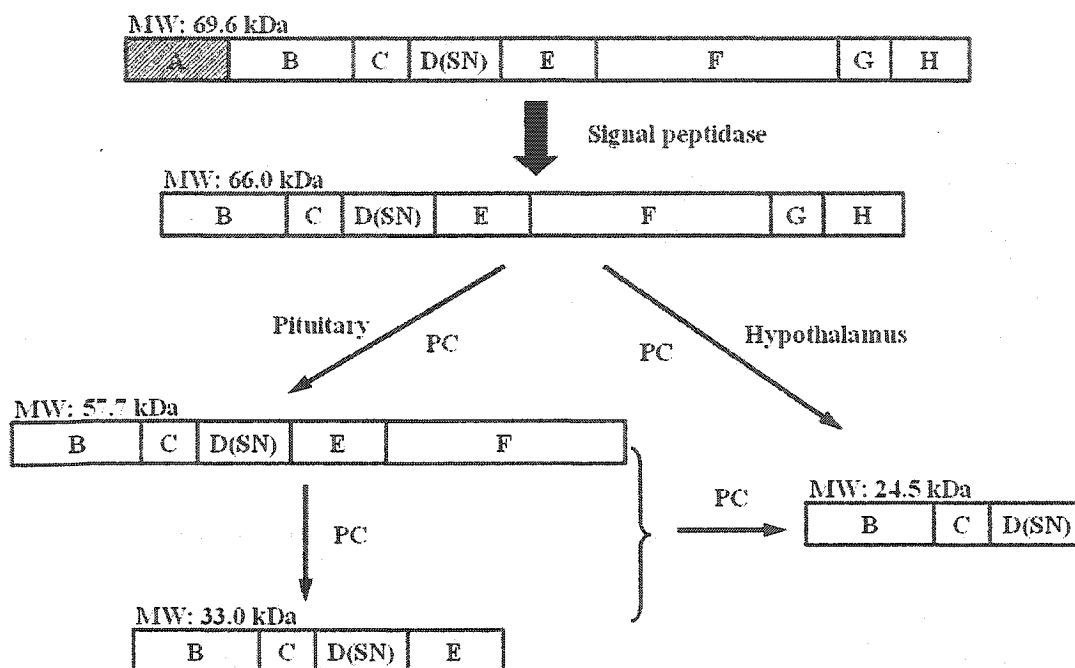 MW: 69.6 kDa
A B C D(SN) E F G H
Signal peptidase
MW: 66.0 kDa
B C D(SN) E F G H
Pituitary
PC
PC
Hypothalamus
MW: 57.7 kDa
B C D(SN) E F
MW: 24.5 kDa
B C D(SN)
PC
PC
MW: 33.0 kDa
B C D(SN) E